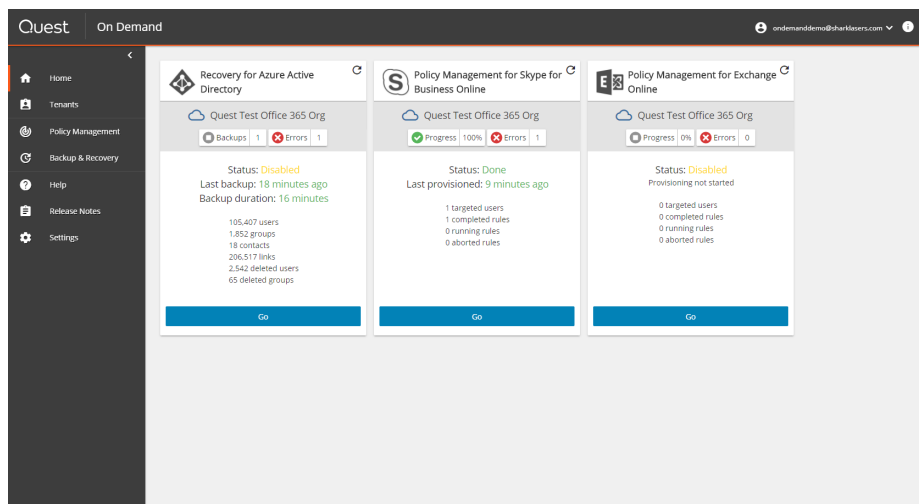 Quest On Demand
ondemanddemo@sharklasers.com
Home
Tenants
Policy Management
Backup & Recovery
Help
Release Notes
Settings
Recovery for Azure Active
Directory
Quest Test Office 365 Org
Backups 1 Errors 1
Status: Disabled
Last backup: 18 minutes ago
Backup duration: 16 minutes
105,407 users
1,852 groups
18 contacts
206,517 links
2,542 deleted users
65 deleted groups
Go
Policy Management for Skype for
Business Online
Quest Test Office 365 Org
Progress 100% Errors 1
Status: Done
Last provisioned: 9 minutes ago
1 targeted users
1 completed rules
0 running rules
0 aborted rules
Go
Policy Management for Exchange
Online
Quest Test Office 365 Org
Progress 0% Errors 0
Status: Disabled
Provisioning not started
0 targeted users
0 completed rules
0 running rules
0 aborted rules
Go